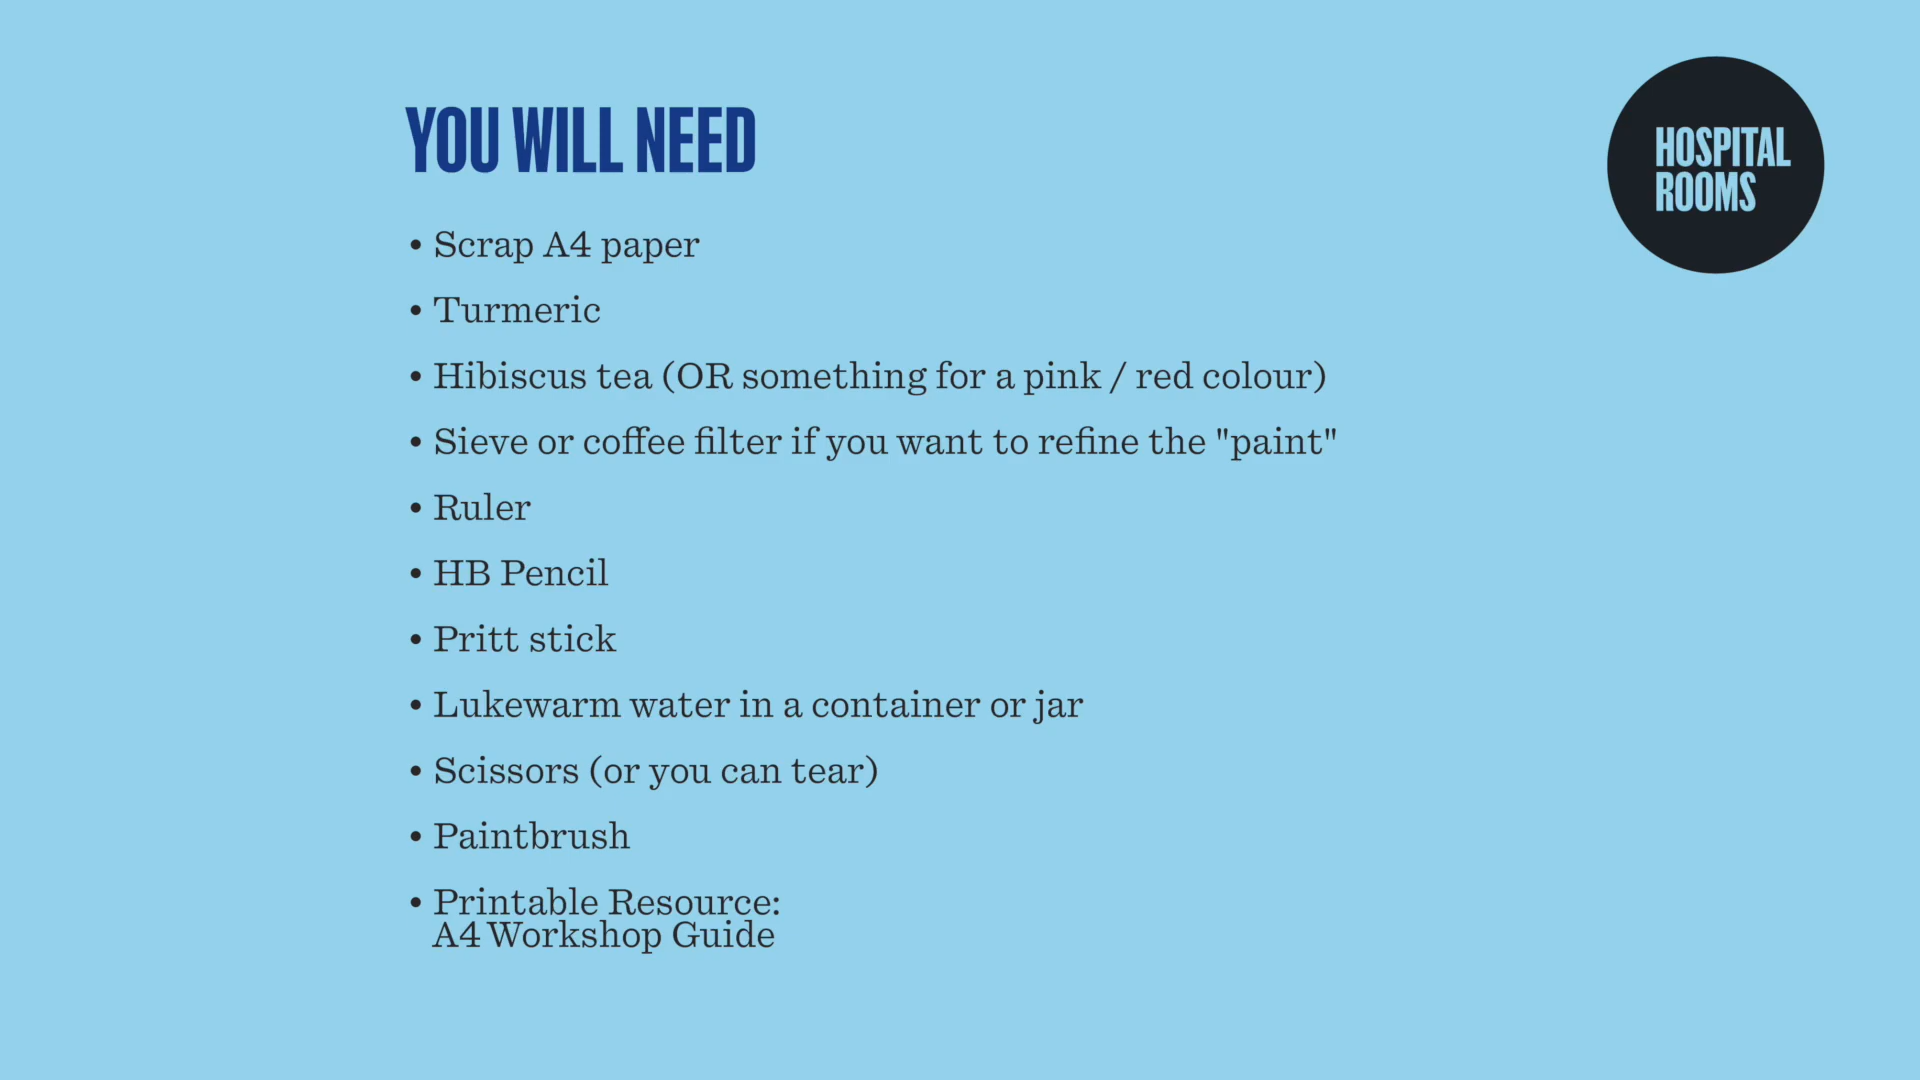 YOU WILL NEED
HOSPITAL
ROOMS
• Scrap A4 paper
• Turmeric
• Hibiscus tea (OR something for a pink / red colour)
• Sieve or coffee filter if you want to refine the "paint"
• Ruler
• HB Pencil
• Pritt stick
• Lukewarm water in a container or jar
• Scissors (or you can tear)
• Paintbrush
• Printable Resource:
A4 Workshop Guide